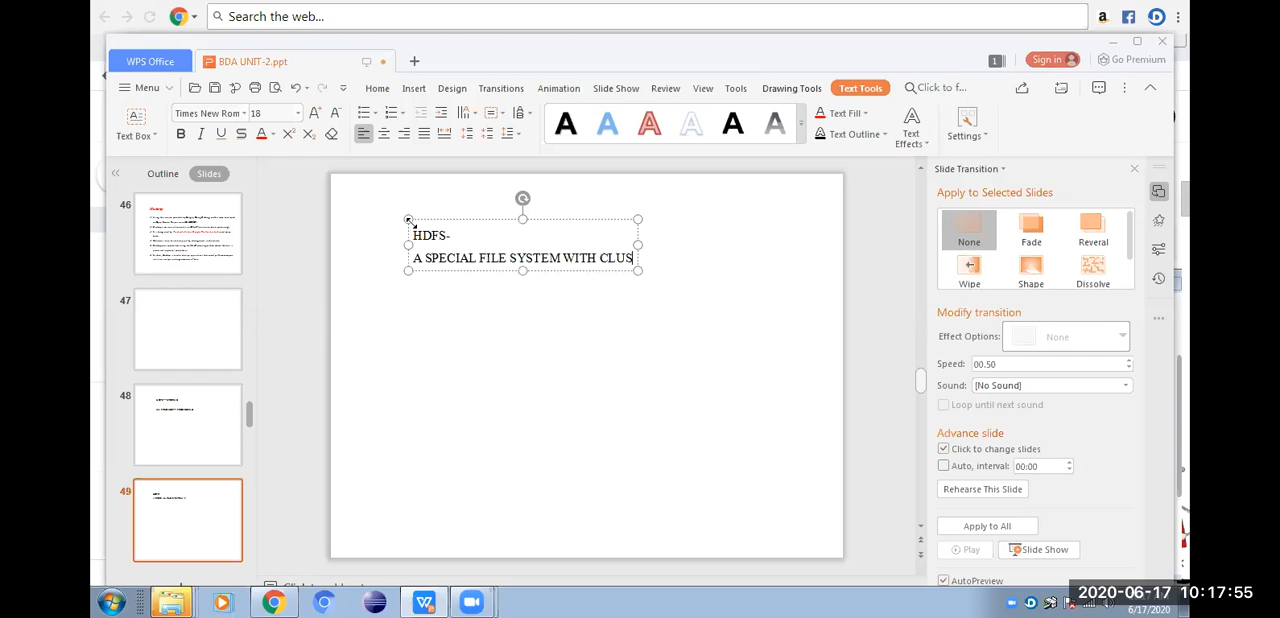 Search the web...
WPS Office
BDA UNIT-2.ppt
1
Sign in
Go Premium
Menu
Home
Insert
Design
Transitions
Animation
Slide Show
Review
View
Tools
Drawing Tools
Text Tools
Click to f...
Text Box
Times New Rom
18
Text Fill
Text Outline
Text
Effects
Settings
Outline
Slides
46
47
48
49
HDFS-
A SPECIAL FILE SYSTEM WITH CLUS
Slide Transition
Apply to Selected Slides
None
Fade
Reveral
Wipe
Shape
Dissolve
Modify transition
Effect Options:
None
Speed:
00.50
Sound:
[No Sound]
Loop until next sound
Advance slide
Click to change slides
Auto, interval:
00:00
Rehearse This Slide
Apply to All
Play
Slide Show
AutoPreview
2020-06-17 10:17:55
6/17/2020